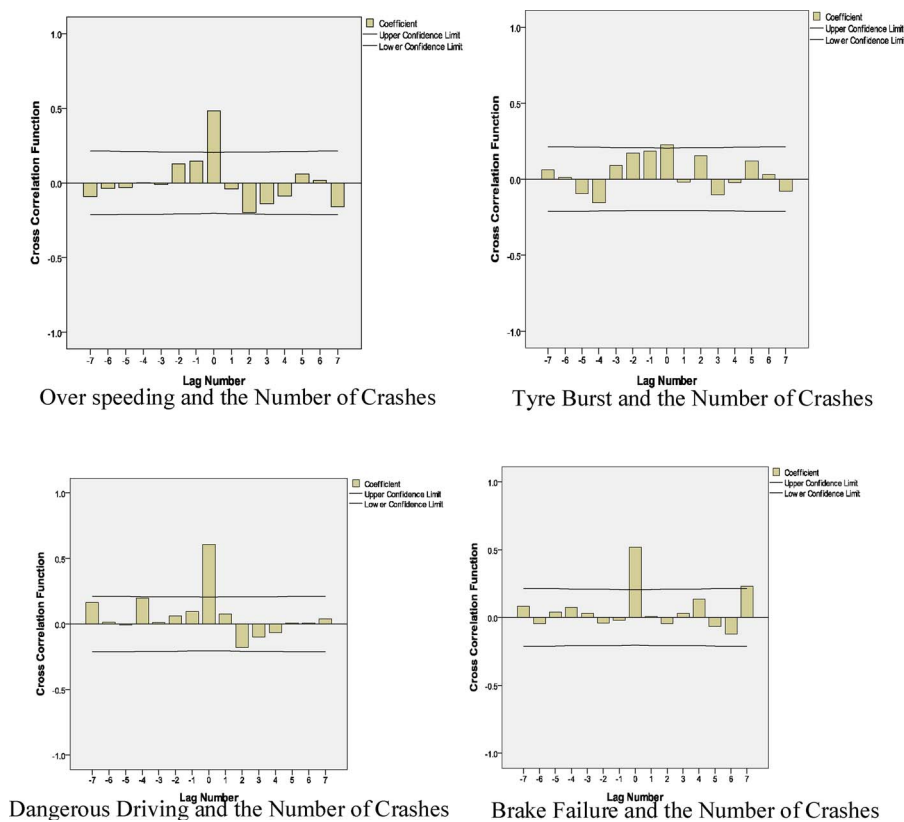 Coefficient
Upper Confidence Limit
Lower Confidence Limit
Cross Correlation Function
1.0
0.5
0.0
-0.5
-1.0
-7 -6 -5 -4 -3 -2 -1 0 1 2 3 4 5 6 7
Lag Number
Over speeding and the Number of Crashes
Coefficient
Upper Confidence Limit
Lower Confidence Limit
Cross Correlation Function
1.0
0.5
0.0
-0.5
-1.0
-7 -6 -5 -4 -3 -2 -1 0 1 2 3 4 5 6 7
Lag Number
Tyre Burst and the Number of Crashes
Coefficient
Upper Confidence Limit
Lower Confidence Limit
Cross Correlation Function
1.0
0.5
0.0
-0.5
-1.0
-7 -6 -5 -4 -3 -2 -1 0 1 2 3 4 5 6 7
Lag Number
Dangerous Driving and the Number of Crashes
Coefficient
Upper Confidence Limit
Lower Confidence Limit
Cross Correlation Function
1.0
0.5
0.0
-0.5
-1.0
-7 -6 -5 -4 -3 -2 -1 0 1 2 3 4 5 6 7
Lag Number
Brake Failure and the Number of Crashes